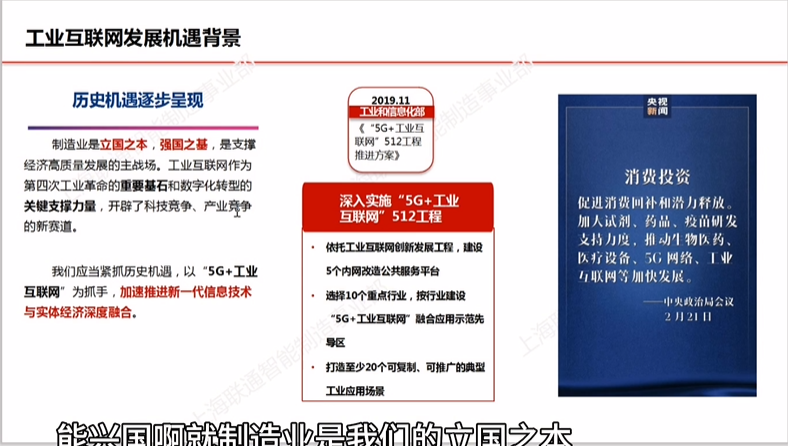 工业互联网发展机遇背景
历史机遇逐步呈现
制造业是立国之本，强国之基，是支撑
经济高质量发展的主战场。工业互联网作为
第四次工业革命的重要基石和数字化转型的
关键支撑力量，开辟了科技竞争、产业竞争
的新赛道。
我们应当紧抓历史机遇，以“5G+工业
互联网”为抓手，加速推进新一代信息技术
与实体经济深度融合。
2019.11
工业和信息化部
《“5G+工业互
联网”512工程
推进方案》
深入实施“5G+工业
互联网”512工程
• 依托工业互联网创新发展工程，建设
5个内网改造公共服务平台
• 选择10个重点行业，按行业建设
“5G+工业互联网”融合应用示范先
导区
• 打造至少20个可复制、可推广的典型
工业应用场景
央视
新闻
消费投资
促进消费回补和潜力释放。
加大试剂、药品、疫苗研发
支持力度，推动生物医药、
医疗设备、5G 网络、工业
互联网等加快发展。
——中央政治局会议
2 月 21 日
上海联通智能制造事业部
能兴国啊就制造业是我们的立国之本